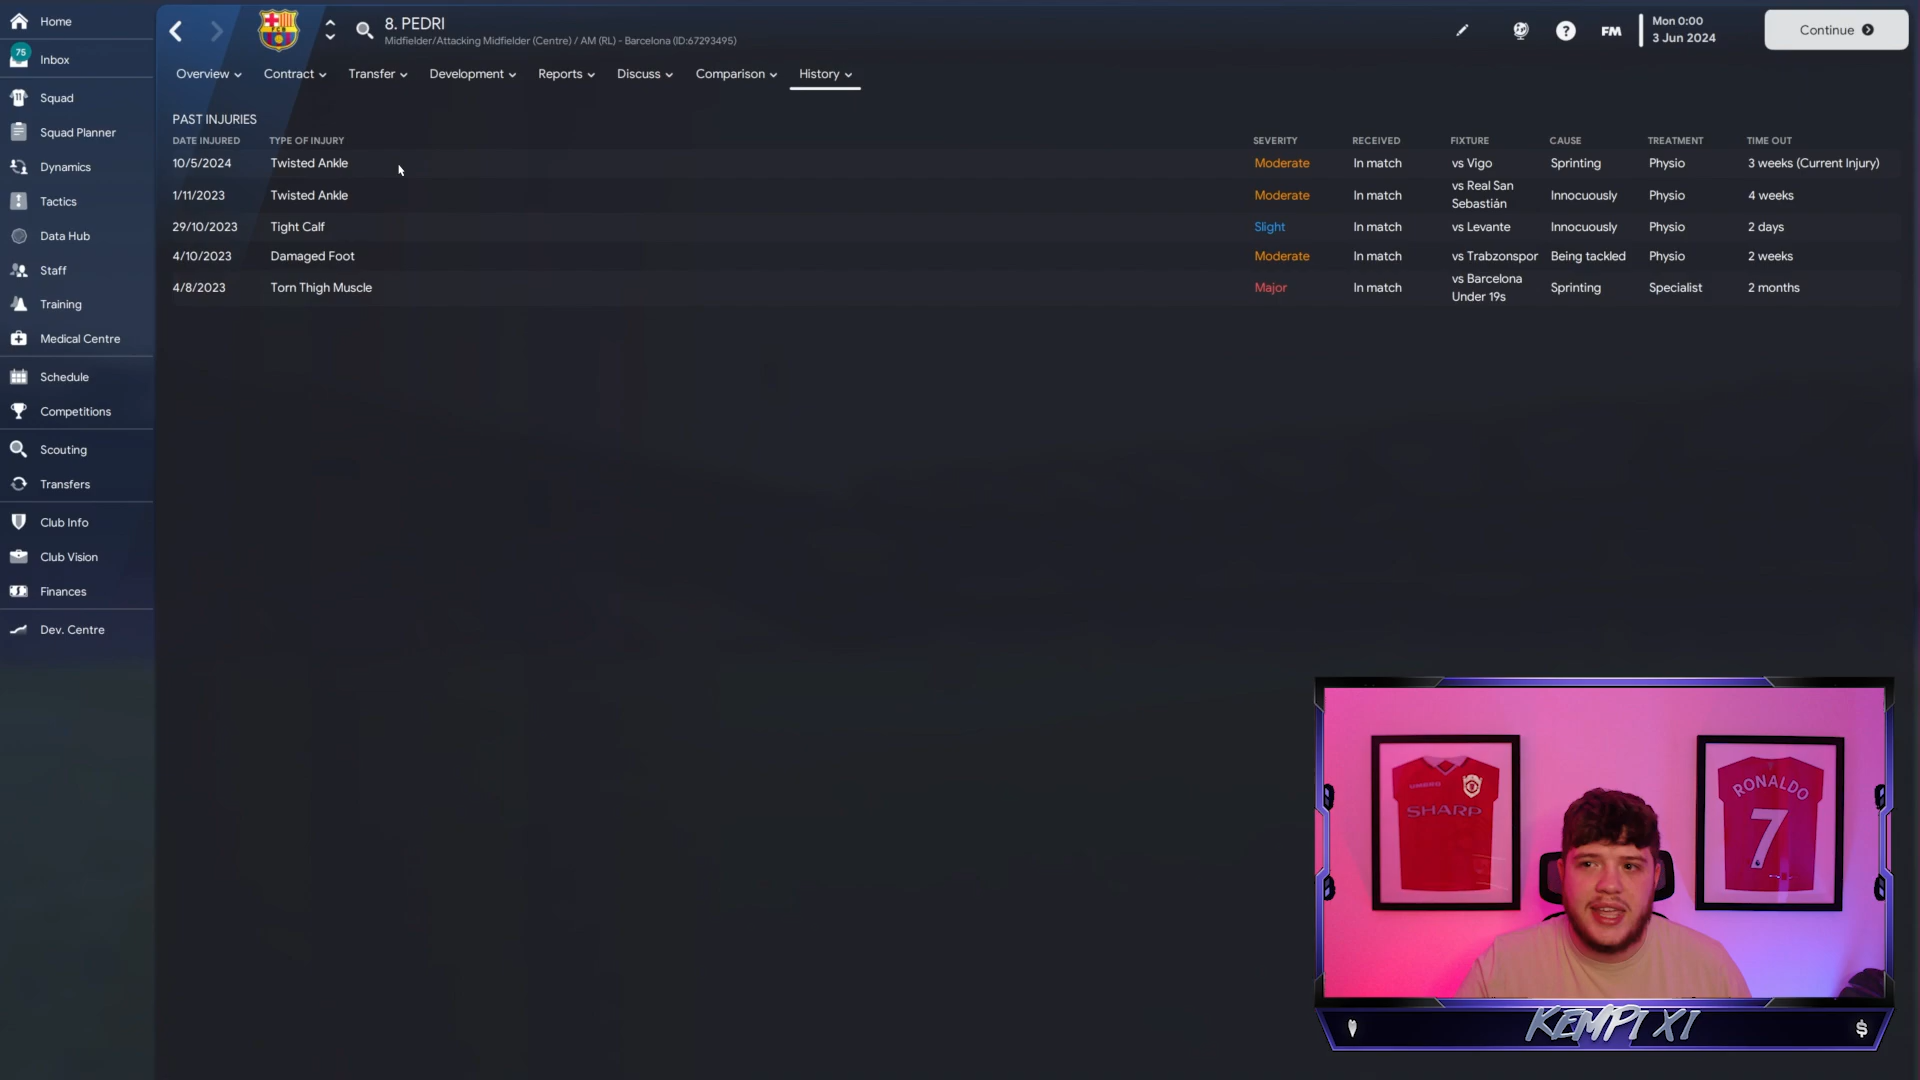 Home
75
Inbox
Squad
Squad Planner
Dynamics
Tactics
Data Hub
Staff
Training
Medical Centre
Schedule
Competitions
Scouting
Transfers
Club Info
Club Vision
Finances
Dev. Centre
8. PEDRI
Midfielder/Attacking Midfielder (Centre) / AM (RL) - Barcelona (ID:67293495)
FM
Mon 0:00
3 Jun 2024
Continue
Overview Contract Transfer Development Reports Discuss Comparison History
PAST INJURIES
DATE INJURED TYPE OF INJURY SEVERITY RECEIVED FIXTURE CAUSE TREATMENT TIME OUT
10/5/2024 Twisted Ankle Moderate In match vs Vigo Sprinting Physio 3 weeks (Current Injury)
1/11/2023 Twisted Ankle Moderate In match vs Real San Sebastián Innocuously Physio 4 weeks
29/10/2023 Tight Calf Slight In match vs Levante Innocuously Physio 2 days
4/10/2023 Damaged Foot Moderate In match vs Trabzonspor Being tackled Physio 2 weeks
4/8/2023 Torn Thigh Muscle Major In match vs Barcelona Under 19s Sprinting Specialist 2 months
SHARP
RONALDO
7
KEMPI XI